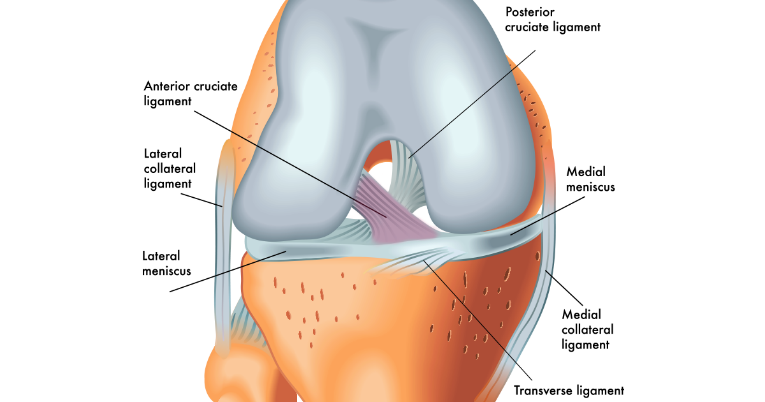 Posterior
cruciate ligament
Anterior cruciate
ligament
Lateral
collateral
ligament
Medial
meniscus
Lateral
meniscus
Medial
collateral
ligament
Transverse ligament